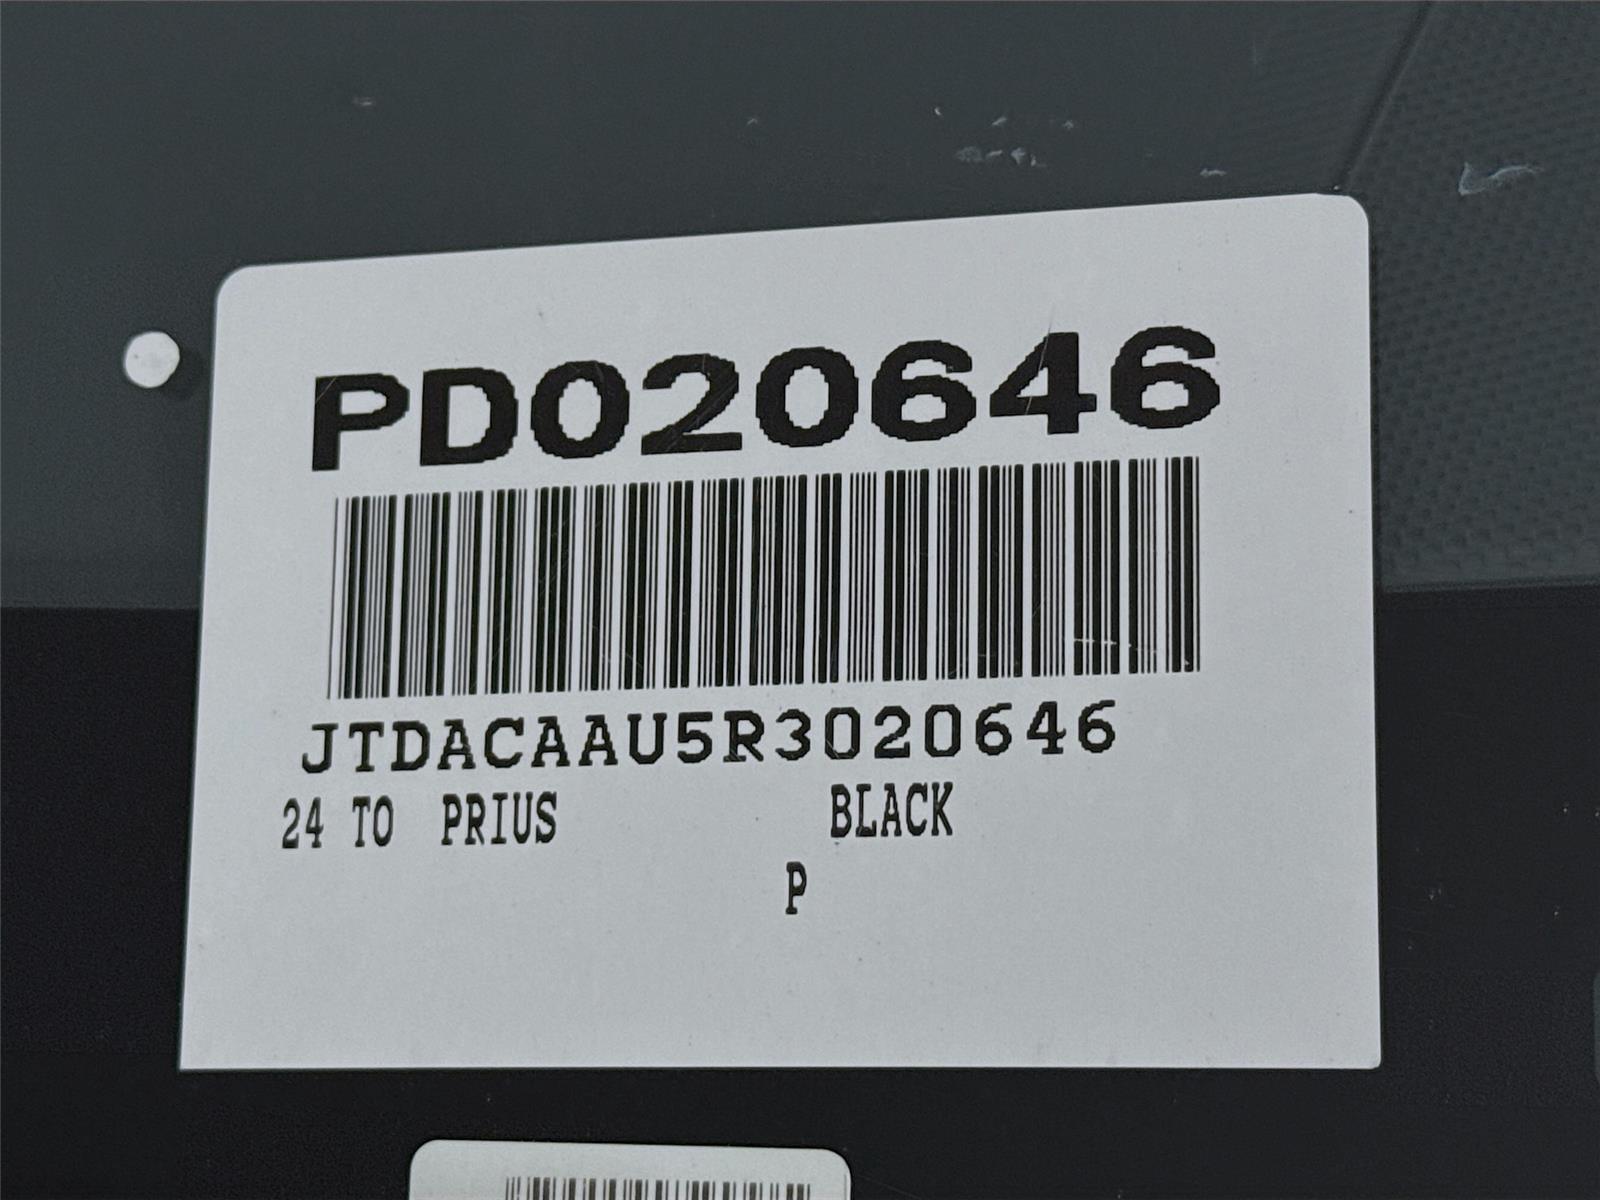 PD020646
JTDACAAU5R3020646
24 TO PRIUS BLACK
P